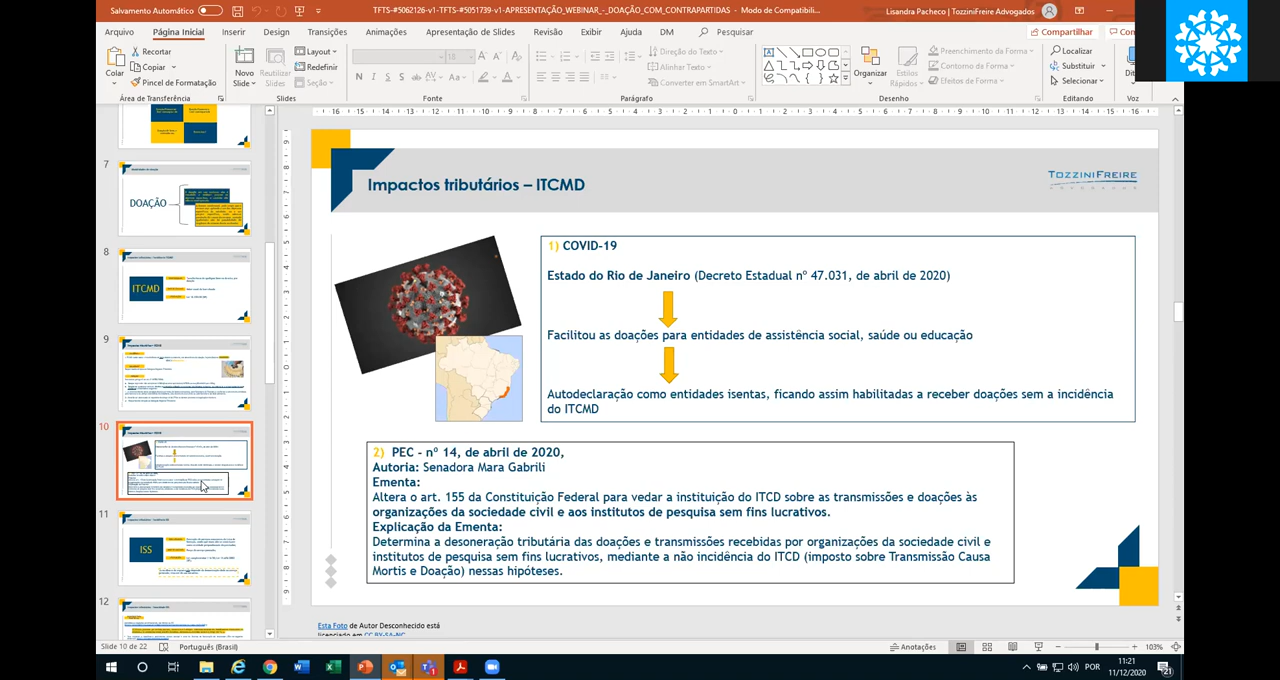 Salvamento Automático
TFTS-#5062126-v1-TFTS-#5051739-v1-APRESENTAÇÃO_WEBINAR_-_DOAÇÃO_COM_CONTRAPARTIDAS - Modo de Compatibili...
Lisandra Pacheco | TozziniFreire Advogados
Arquivo
Página Inicial
Inserir
Design
Transições
Animações
Apresentação de Slides
Revisão
Exibir
Ajuda
DM
Pesquisar
Compartilhar
Colar
Recortar
Copiar
Pincel de Formatação
Área de Transferência
Novo Slide
Reutilizar Slides
Layout
Redefinir
Seção
Slides
18
N I S S
Aa
A
Fonte
Direção do Texto
Alinhar Texto
Converter em SmartArt
Parágrafo
Organizar
Estilos Rápidos
Preenchimento da Forma
Contorno da Forma
Efeitos de Forma
Desenho
Localizar
Substituir
Selecionar
Editando
Voz
7
DOAÇÃO
8
ITCMD
9
10
11
ISS
12
Impactos tributários – ITCMD
TOZZINIFREIRE
ADVOGADOS
1) COVID-19
Estado do Rio de Janeiro (Decreto Estadual nº 47.031, de abril de 2020)
Facilitou as doações para entidades de assistência social, saúde ou educação
Autodeclaração como entidades isentas, ficando assim habilitadas a receber doações sem a incidência
do ITCMD
2) PEC - nº 14, de abril de 2020,
Autoria: Senadora Mara Gabrili
Ementa:
Altera o art. 155 da Constituição Federal para vedar a instituição do ITCD sobre as transmissões e doações às
organizações da sociedade civil e aos institutos de pesquisa sem fins lucrativos.
Explicação da Ementa:
Determina a desoneração tributária das doações e transmissões recebidas por organizações da sociedade civil e
institutos de pesquisa sem fins lucrativos, mediante a não incidência do ITCD (imposto sobre Transmissão Causa
Mortis e Doação) nessas hipóteses.
Esta Foto de Autor Desconhecido está
licenciado em CC BY-SA-NC
Slide 10 de 22
Português (Brasil)
Anotações
103%
POR
11:21
11/12/2020
21